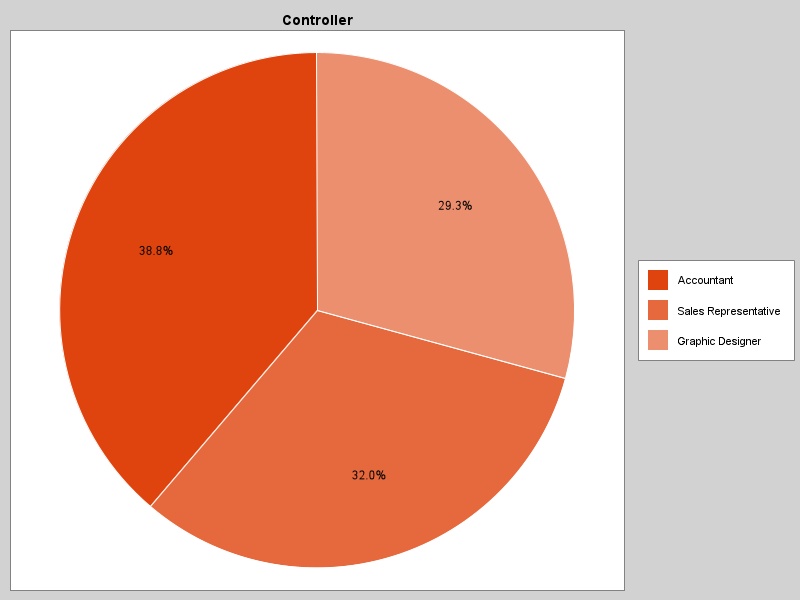 Controller
29.3%
38.8%
32.0%
Accountant
Sales Representative
Graphic Designer